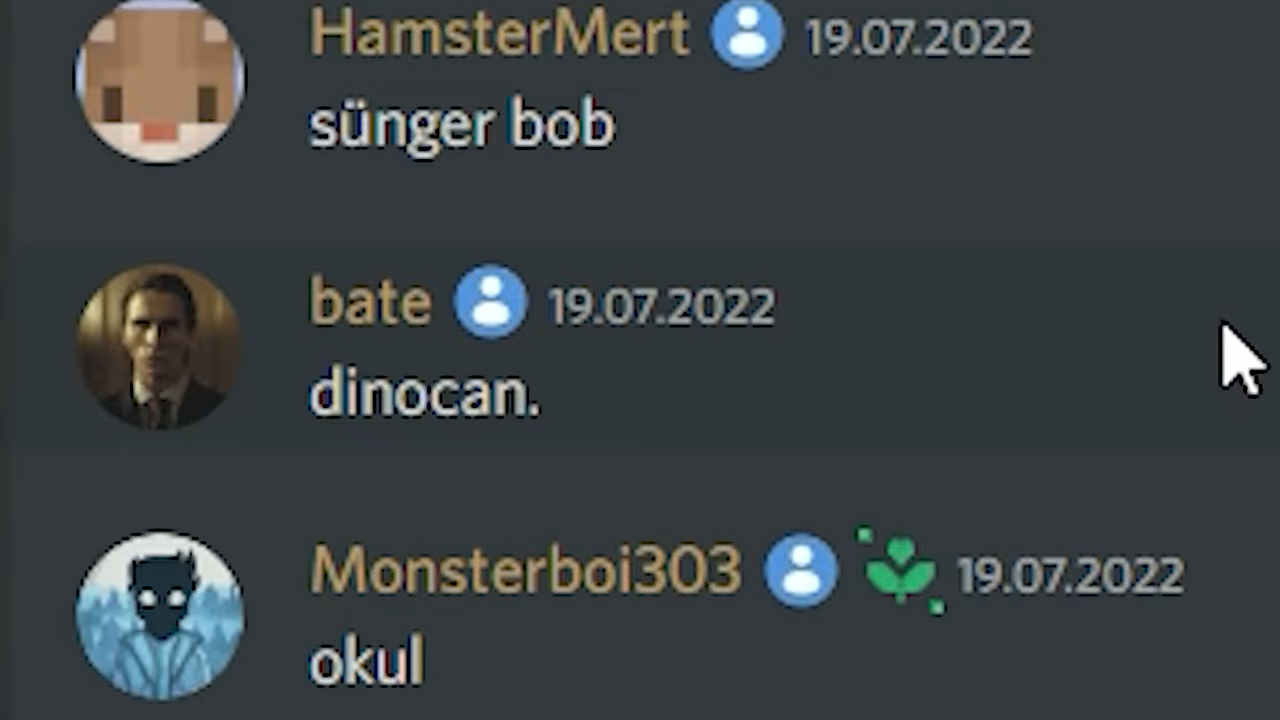 HamsterMert 19.07.2022
sünger bob
bate 19.07.2022
dinocan.
Monsterboi303 19.07.2022
okul